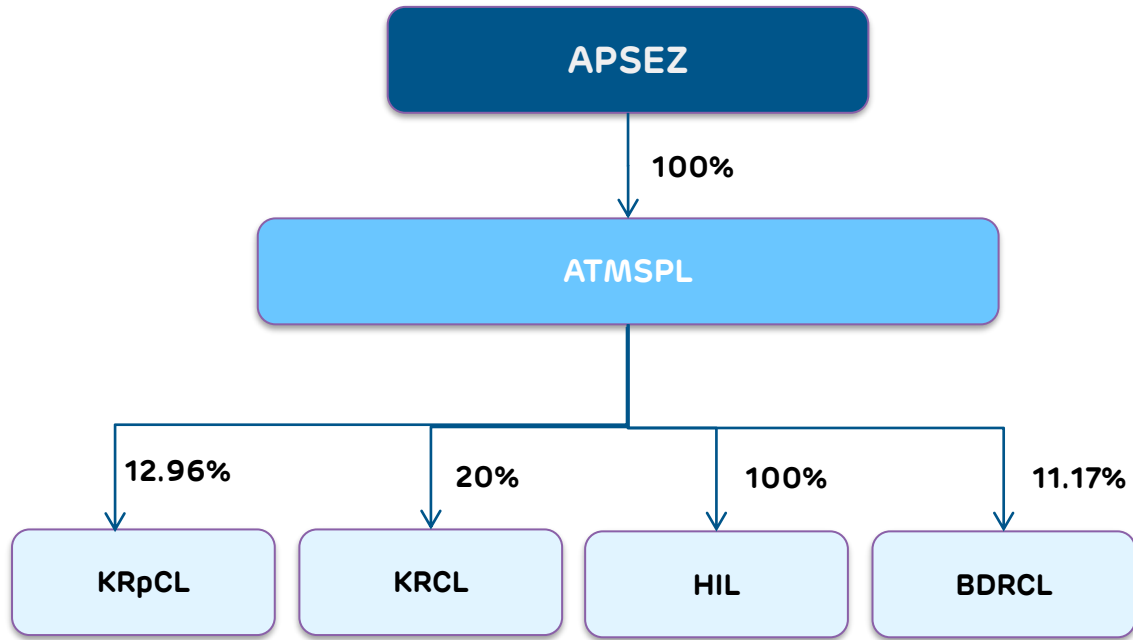 APSEZ
100%
ATMSPL
12.96%
20%
100%
11.17%
KRpCL
KRCL
HIL
BDRCL